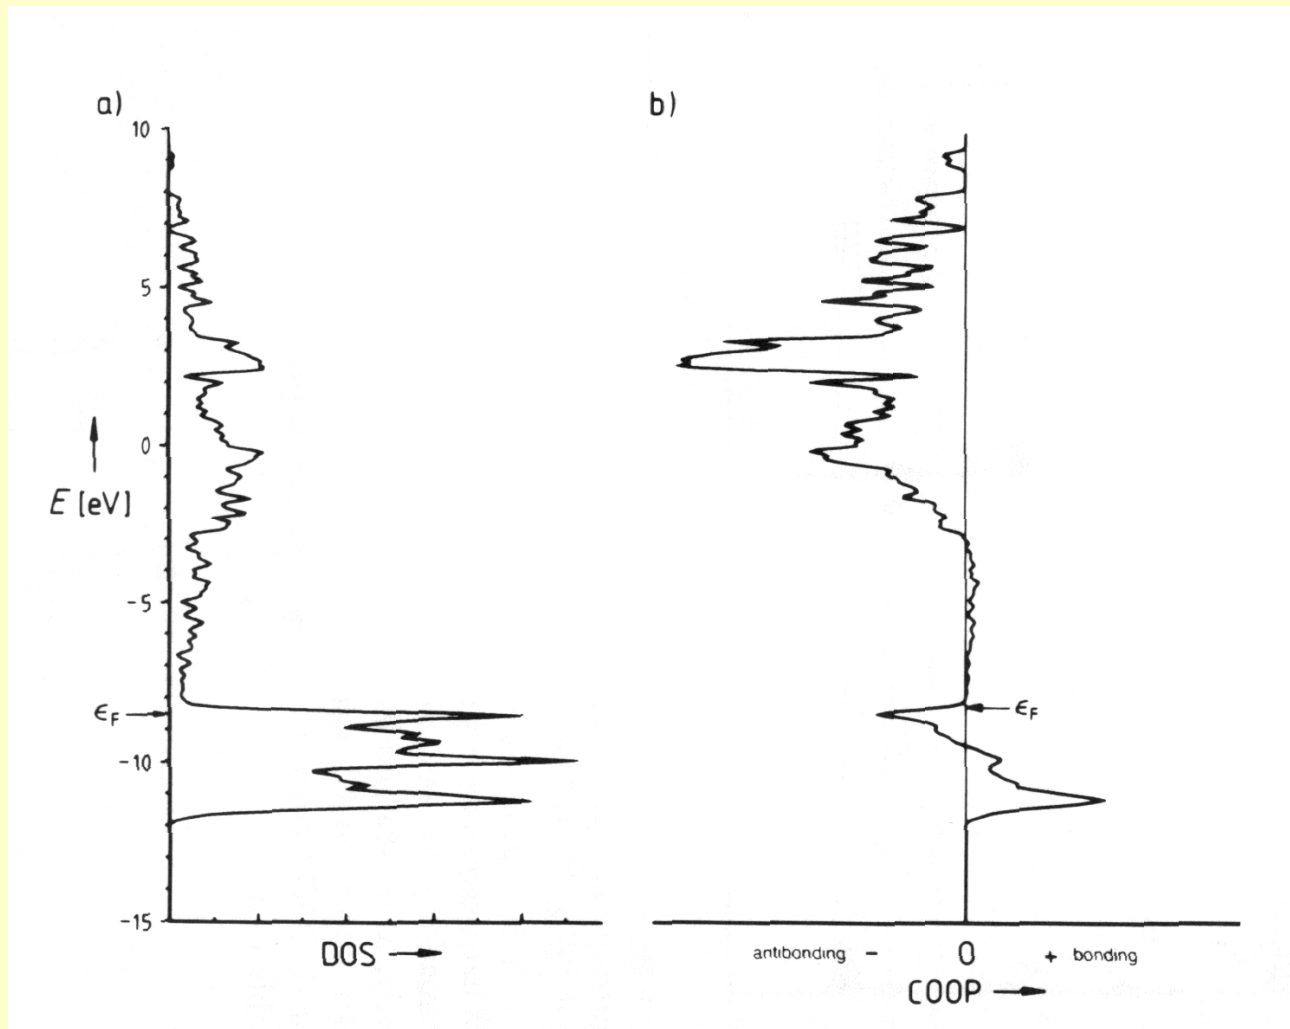 a)
10
5
0
E [eV]
-5
εF
-10
-15
DOS
b)
εF
antibonding - 0 + bonding
COOP